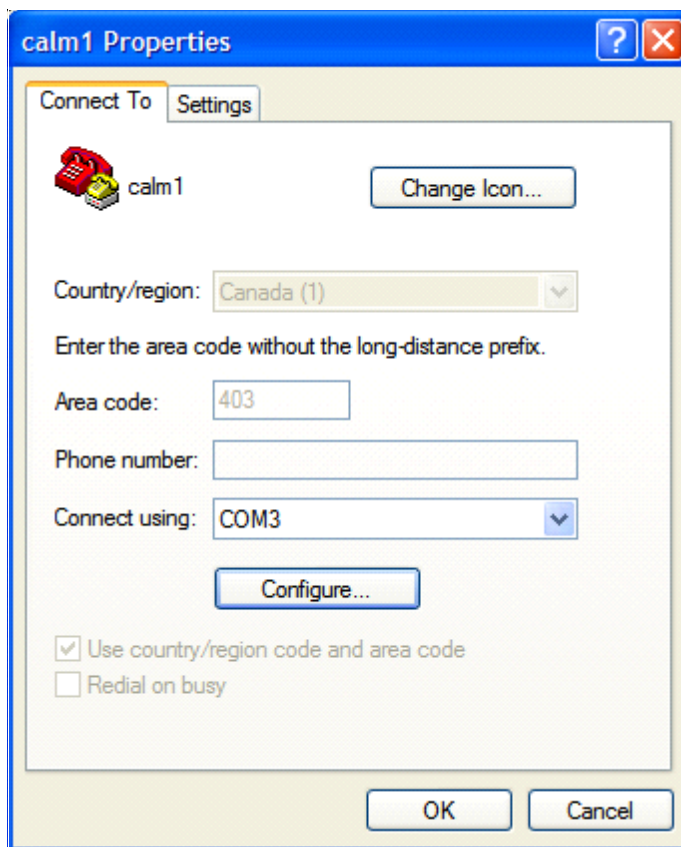 calm1 Properties
Connect To Settings
calm1 Change Icon...
Country/region: Canada (1)
Enter the area code without the long-distance prefix.
Area code: 403
Phone number:
Connect using: COM3
Configure...
Use country/region code and area code
Redial on busy
OK Cancel